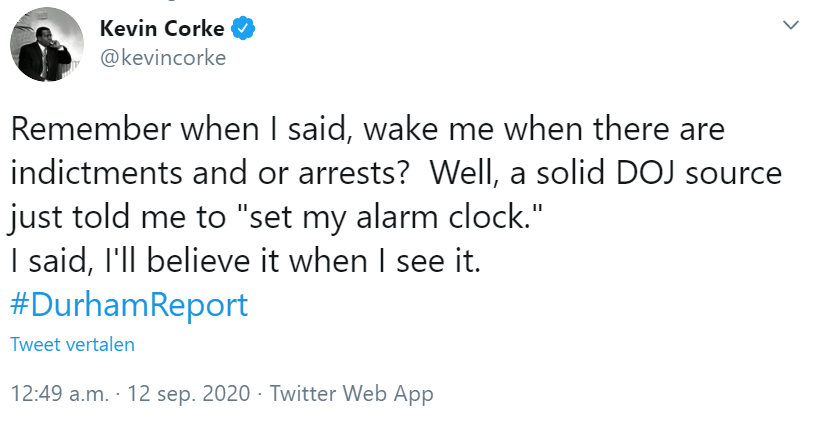 Kevin Corke
@kevincorke
Remember when I said, wake me when there are
indictments and or arrests?  Well, a solid DOJ source
just told me to "set my alarm clock."
I said, I'll believe it when I see it.
#DurhamReport
Tweet vertalen
12:49 a.m. · 12 sep. 2020 · Twitter Web App